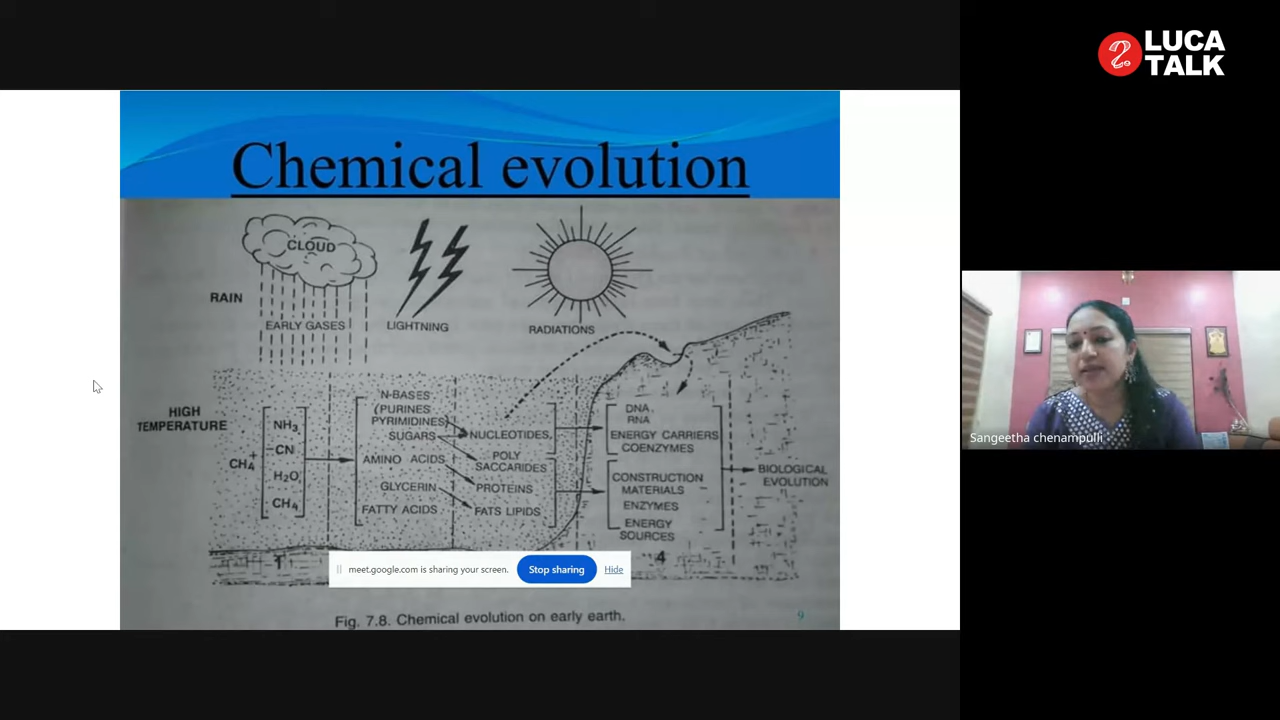 LUCA
TALK
Chemical evolution
CLOUD
RAIN
EARLY GASES
LIGHTNING
RADIATIONS
HIGH
TEMPERATURE
CH4
+
NH3
-CN
H2O
CH4
N-BASES
(PURINES
PYRIMIDINES)
SUGARS
AMINO ACIDS
GLYCERIN
FATTY ACIDS
NUCLEOTIDES
POLY
SACCARIDES
PROTEINS
FATS LIPIDS
DNA
RNA
ENERGY CARRIERS
COENZYMES
CONSTRUCTION
MATERIALS
ENZYMES
ENERGY
SOURCES
BIOLOGICAL
EVOLUTION
1
4
meet.google.com is sharing your screen.
Stop sharing
Hide
Fig. 7.8. Chemical evolution on early earth.
9
Sangeetha chenampulli